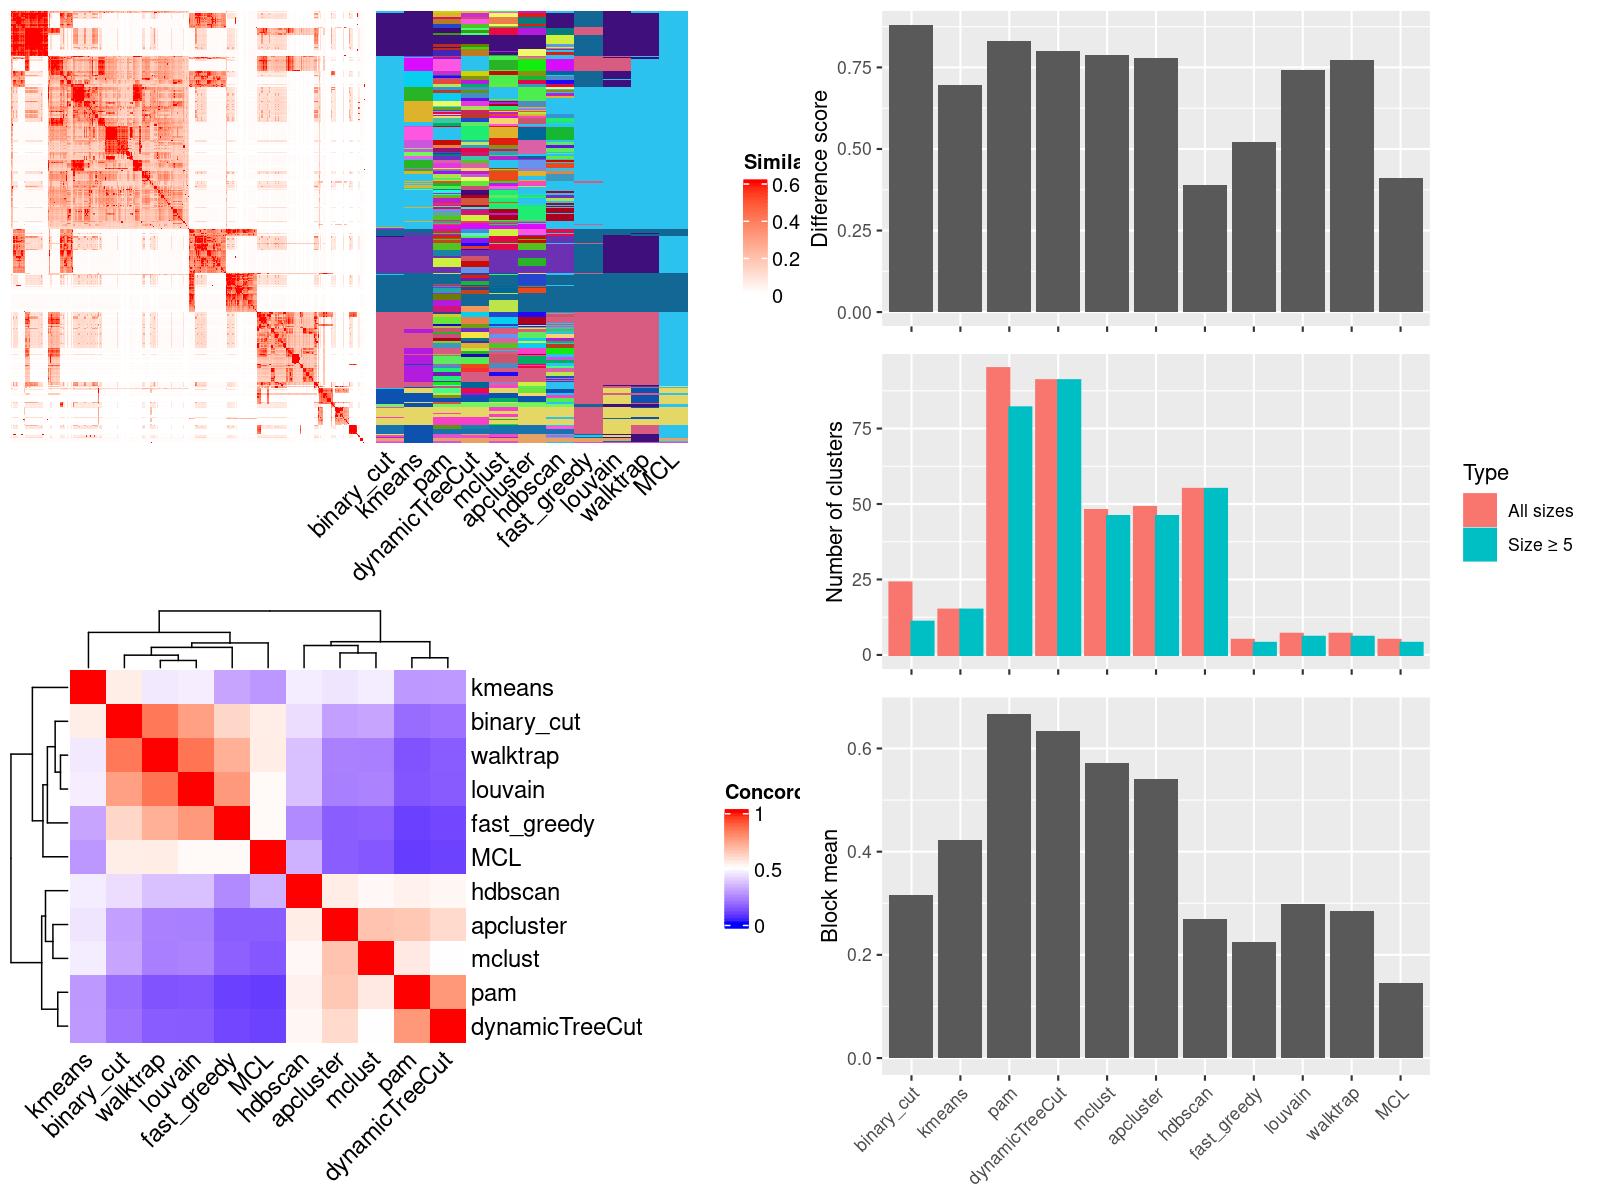 Simila
0.6
0.4
0.2
0
binary_cut
kmeans
pam
dynamicTreeCut
mclust
apcluster
hdbscan
fast_greedy
louvain
walktrap
MCL
Difference score
0.75
0.50
0.25
0.00
Number of clusters
75
50
25
0
Type
All sizes
Size ≥ 5
kmeans
binary_cut
walktrap
louvain
fast_greedy
MCL
hdbscan
apcluster
mclust
pam
dynamicTreeCut
kmeans
binary_cut
walktrap
louvain
fast_greedy
MCL
hdbscan
apcluster
mclust
pam
dynamicTreeCut
Concord
1
0.5
0
Block mean
0.6
0.4
0.2
0.0
binary_cut
kmeans
pam
dynamicTreeCut
mclust
apcluster
hdbscan
fast_greedy
louvain
walktrap
MCL